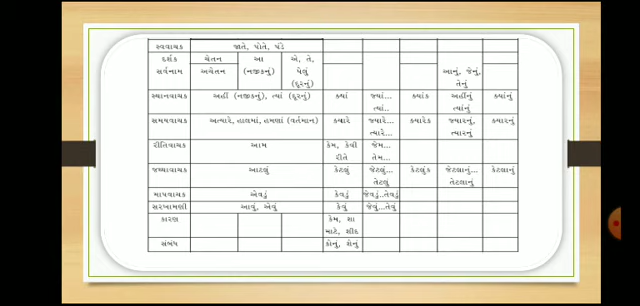 સ્વવાચક જાતે, પોતે, પંડે
દર્શક ચેતન આ એ, તે,
સર્વનામ અચેતન (નજીકનું) પેલું આનું, જેનું,
(દૂરનું) તેનું
સ્થાનવાચક અહીં (નજીકનું), ત્યાં (દૂરનું) ક્યાં જ્યાં... ક્યાંક અહીંનું ક્યાંનું
ત્યાં.. ત્યાંનું
સમયવાચક અત્યારે, હાલમાં, હમણાં (વર્તમાન) ક્યારે જ્યારે... ક્યારેક જ્યારનું, ક્યારનું
ત્યારે... ત્યારનું
રીતિવાચક આમ કેમ, કેવી જેમ...
રીતે તેમ...
જથ્થાવાચક આટલું કેટલું જેટલું... કેટલુંક જેટલાનું... કેટલાનું
તેટલું તેટલાનું
માપવાચક એવડું કેવડું જેવડું..તેવડું
સરખામણી આવું, એવું કેવું જેવું...તેવું
કારણ કેમ, શા
માટે, શીદ
સંબંધ કોનું, શેનું